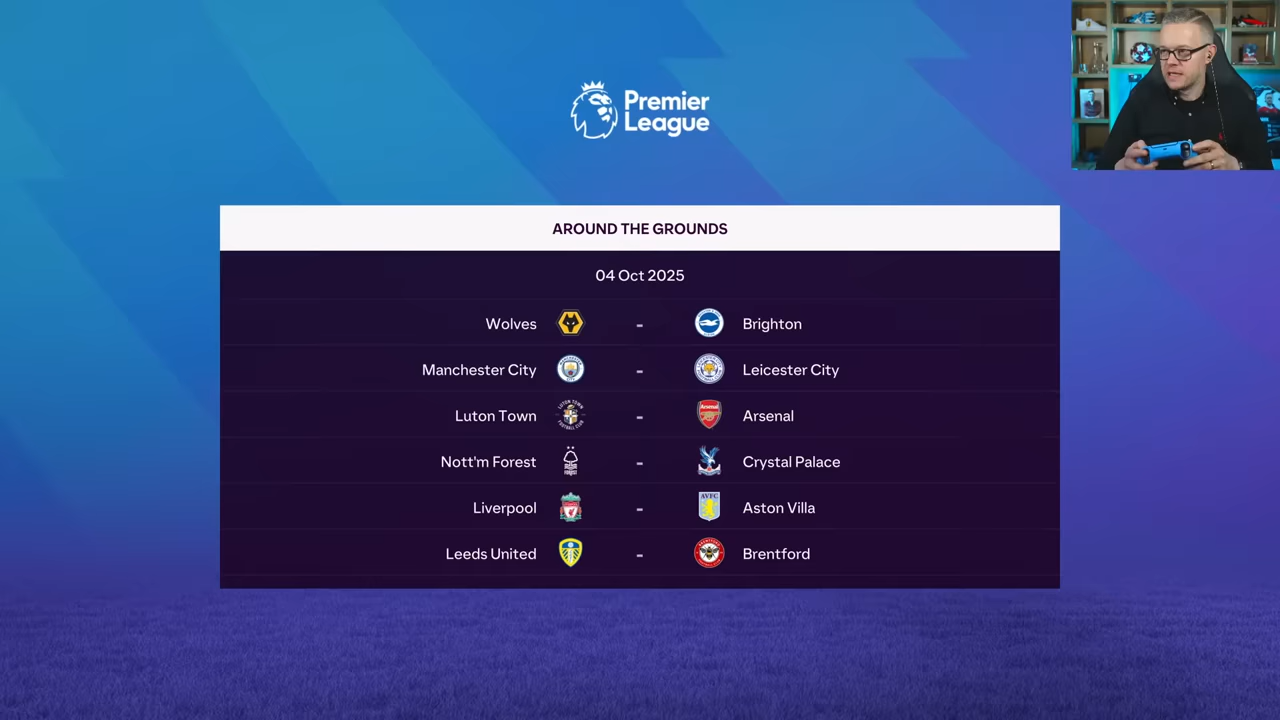 Premier
League
AROUND THE GROUNDS
04 Oct 2025
Wolves - Brighton
Manchester City - Leicester City
Luton Town - Arsenal
Nott'm Forest - Crystal Palace
Liverpool - Aston Villa
Leeds United - Brentford